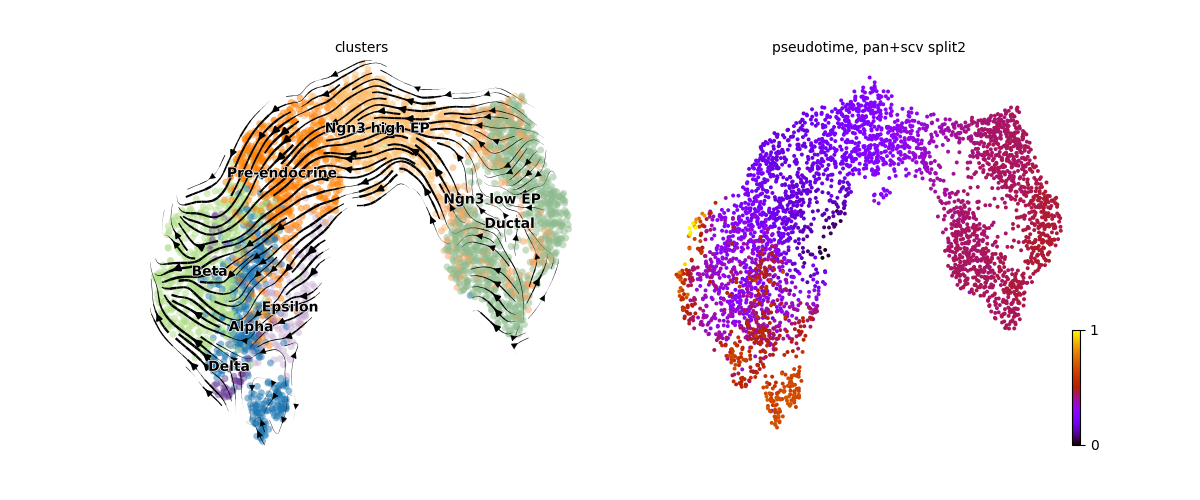 clusters
Ngn3 high EP
Pre-endocrine
Ngn3 low EP
Ductal
Beta
Epsilon
Alpha
Delta
pseudotime, pan+scv split2
1
0